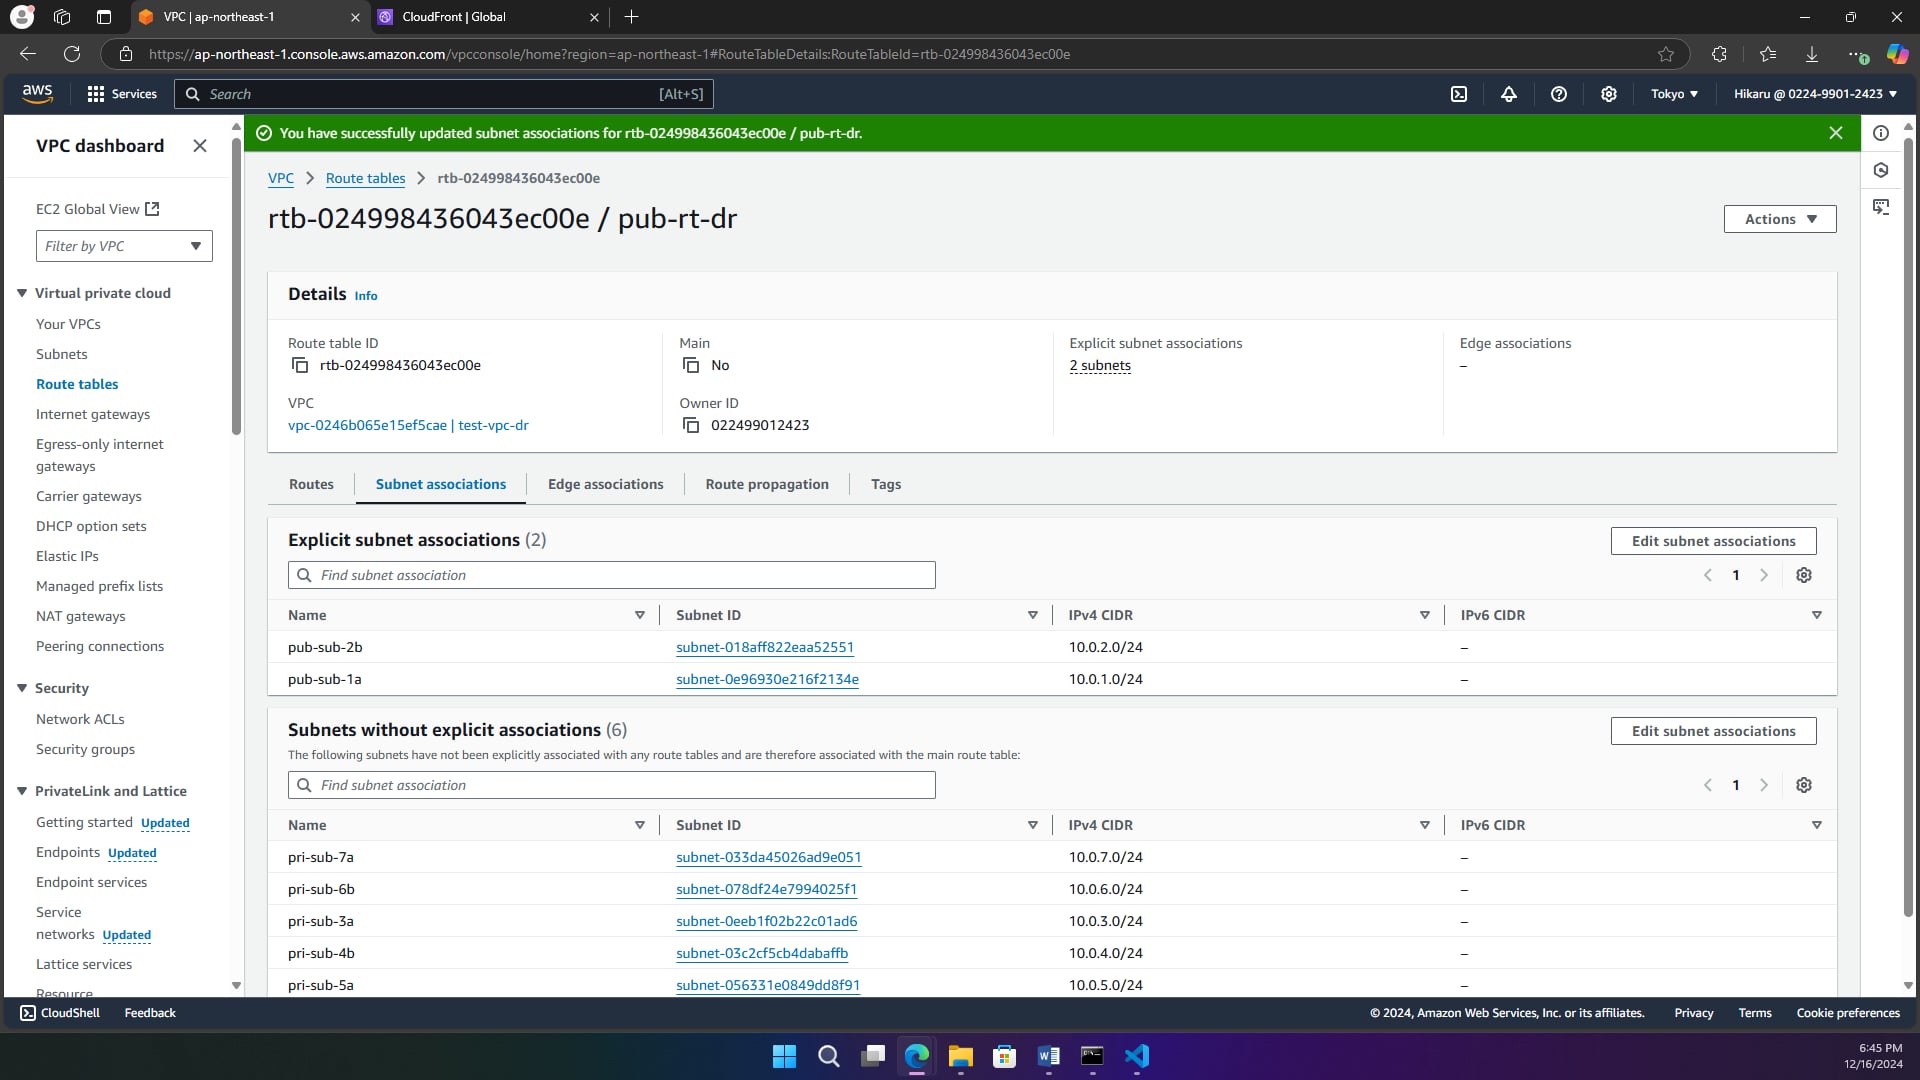 VPC | ap-northeast-1
CloudFront | Global
https://ap-northeast-1.console.aws.amazon.com/vpcconsole/home?region=ap-northeast-1#RouteTableDetails:RouteTableId=rtb-024998436043ec00e
aws
Services
Search
[Alt+S]
Tokyo
Hikaru @ 0224-9901-2423
VPC dashboard
EC2 Global View
Filter by VPC
Virtual private cloud
Your VPCs
Subnets
Route tables
Internet gateways
Egress-only internet
gateways
Carrier gateways
DHCP option sets
Elastic IPs
Managed prefix lists
NAT gateways
Peering connections
Security
Network ACLs
Security groups
PrivateLink and Lattice
Getting started Updated
Endpoints Updated
Endpoint services
Service
networks Updated
Lattice services
Resource
You have successfully updated subnet associations for rtb-024998436043ec00e / pub-rt-dr.
VPC > Route tables > rtb-024998436043ec00e
rtb-024998436043ec00e / pub-rt-dr
Actions
Details Info
Route table ID
rtb-024998436043ec00e
Main
No
Explicit subnet associations
2 subnets
Edge associations
–
VPC
vpc-0246b065e15ef5cae | test-vpc-dr
Owner ID
022499012423
Routes
Subnet associations
Edge associations
Route propagation
Tags
Explicit subnet associations (2)
Edit subnet associations
Find subnet association
1
Name Subnet ID IPv4 CIDR IPv6 CIDR
pub-sub-2b subnet-018aff822eaa52551 10.0.2.0/24 –
pub-sub-1a subnet-0e96930e216f2134e 10.0.1.0/24 –
Subnets without explicit associations (6)
Edit subnet associations
The following subnets have not been explicitly associated with any route tables and are therefore associated with the main route table:
Find subnet association
1
Name Subnet ID IPv4 CIDR IPv6 CIDR
pri-sub-7a subnet-033da45026ad9e051 10.0.7.0/24 –
pri-sub-6b subnet-078df24e7994025f1 10.0.6.0/24 –
pri-sub-3a subnet-0eeb1f02b22c01ad6 10.0.3.0/24 –
pri-sub-4b subnet-03c2cf5cb4dabaffb 10.0.4.0/24 –
pri-sub-5a subnet-056331e0849dd8f91 10.0.5.0/24 –
CloudShell
Feedback
© 2024, Amazon Web Services, Inc. or its affiliates.
Privacy
Terms
Cookie preferences
6:45 PM
12/16/2024